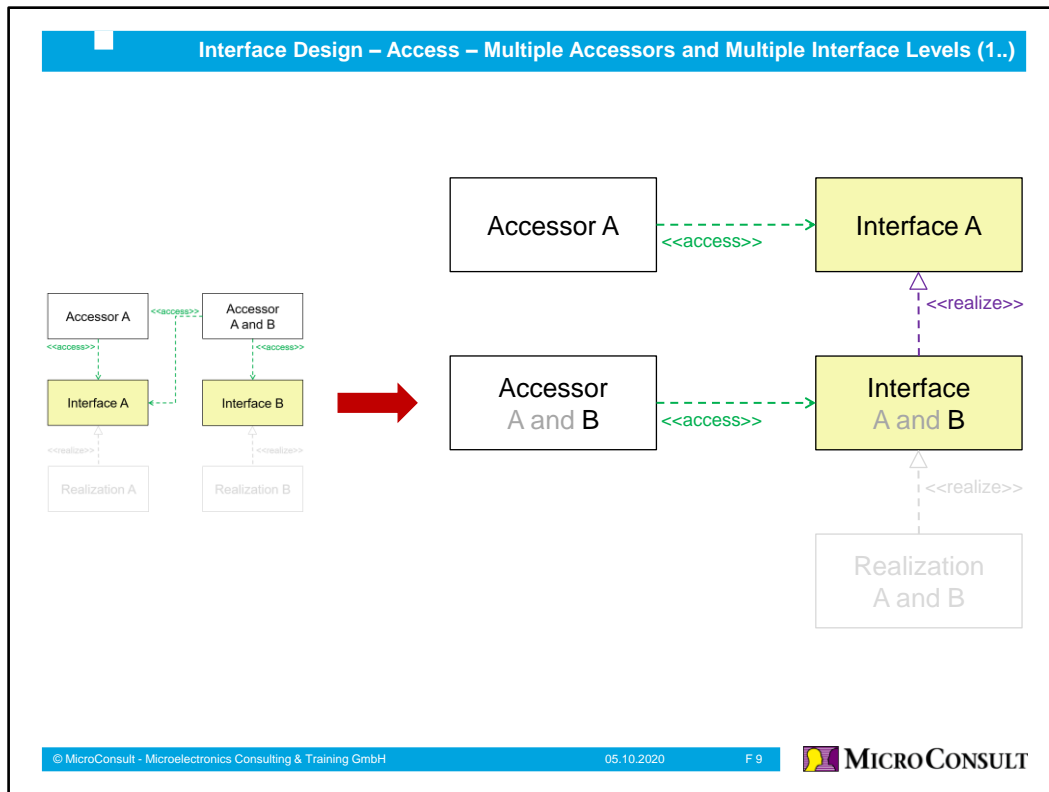 Interface Design – Access – Multiple Accessors and Multiple Interface Levels (1..)
Accessor A
<<access>>
Accessor
A and B
<<access>>
<<access>>
Interface A
Interface B
<<realize>>
<<realize>>
Realization A
Realization B
Accessor A
<<access>>
Interface A
<<realize>>
Accessor
A and B
<<access>>
Interface
A and B
<<realize>>
Realization
A and B
© MicroConsult - Microelectronics Consulting & Training GmbH
05.10.2020
F 9
MICROCONSULT